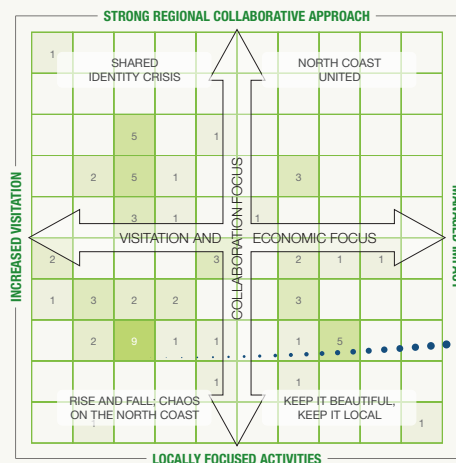 STRONG REGIONAL COLLABORATIVE APPROACH
1
SHARED
IDENTITY CRISIS
NORTH COAST
UNITED
5 1
2 5 1 3
3 1 1
INCREASED VISITATION
VISITATION AND ECONOMIC FOCUS
COLLABORATION FOCUS
2 3 2 1 1
1 3 2 2 3
2 9 1 1 1 5
1 1
RISE AND FALL; CHAOS
ON THE NORTH COAST
KEEP IT BEAUTIFUL,
KEEP IT LOCAL
1
LOCALLY FOCUSED ACTIVITIES